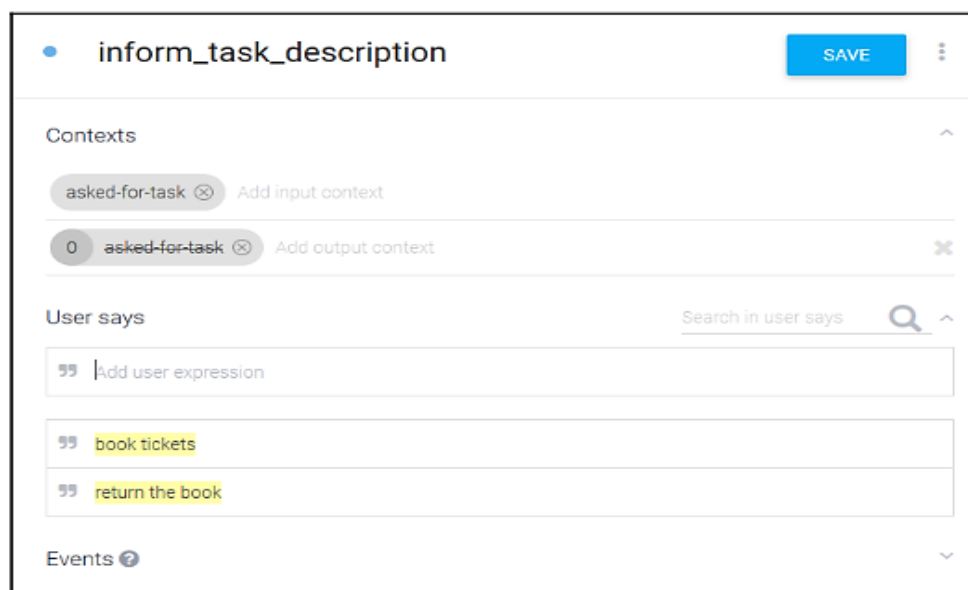 inform_task_description SAVE
Contexts
asked-for-task Add input context
0 asked-for-task Add output context
User says Search in user says
Add user expression
book tickets
return the book
Events ?